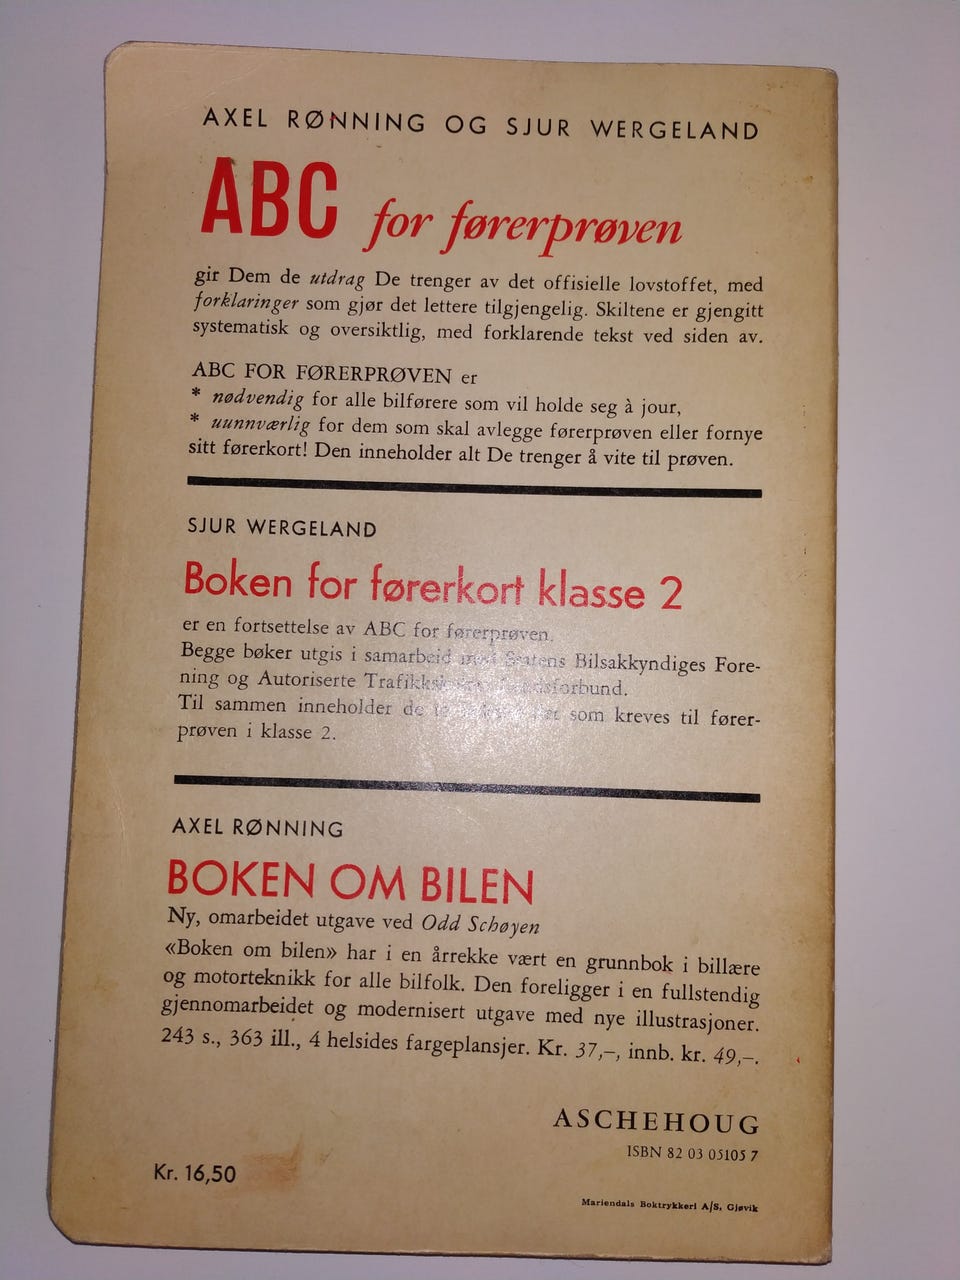 AXEL RØNNING OG SJUR WERGELAND
ABC for førerprøven
gir Dem de utdrag De trenger av det offisielle lovstoffet, med
forklaringer som gjør det lettere tilgjengelig. Skiltene er gjengitt
systematisk og oversiktlig, med forklarende tekst ved siden av.
ABC FOR FØRERPRØVEN er
* nødvendig for alle bilførere som vil holde seg à jour,
* uunnværlig for dem som skal avlegge førerprøven eller fornye
sitt førerkort! Den inneholder alt De trenger å vite til prøven.
SJUR WERGELAND
Boken for førerkort klasse 2
er en fortsettelse av ABC for førerprøven.
Begge bøker utgis i samarbeid med Statens Bilsakkyndiges Fore-
ning og Autoriserte
Til sammen inneholder de som kreves til fører-
prøven i klasse 2.
AXEL RØNNING
BOKEN OM BILEN
Ny, omarbeidet utgave ved Odd Schøyen
«Boken om bilen» har i en årrekke vært en grunnbok i billære
og motorteknikk for alle bilfolk. Den foreligger i en fullstendig
gjennomarbeidet og modernisert utgave med nye illustrasjoner.
243 s., 363 ill., 4 helsides fargeplansjer. Kr. 37,–, innb. kr. 49,–.
ASCHEHOUG
ISBN 82 03 05105 7
Kr. 16,50
Mariendals Boktrykkeri A/S, Gjøvik